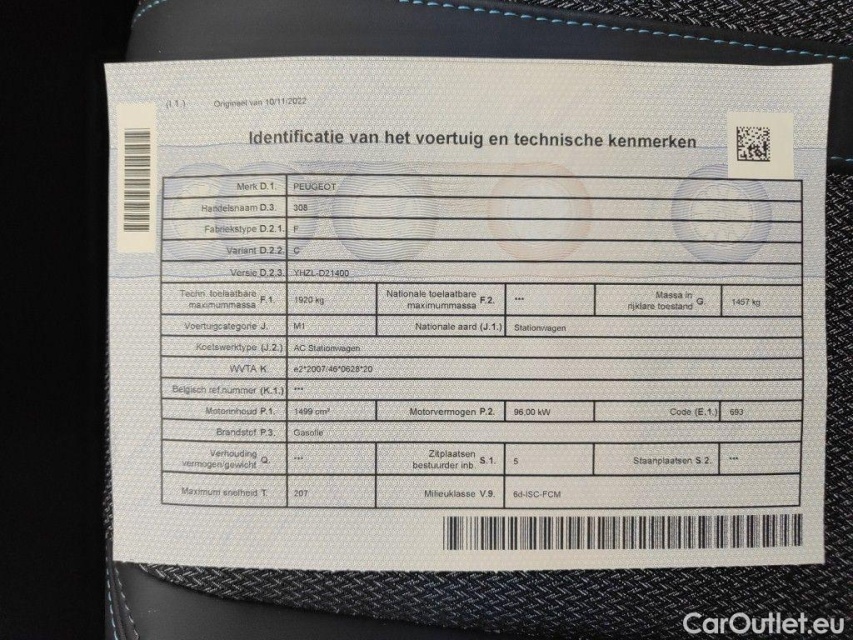 (I.1.) Origineel van 10/11/2022
Identificatie van het voertuig en technische kenmerken
Merk D.1. PEUGEOT
Handelsnaam D.3. 308
Fabriekstype D.2.1. F
Variant D.2.2. C
Versie D.2.3. YHZL-D21400
Techn. toelaatbare maximummassa F.1. 1920 kg Nationale toelaatbare maximummassa F.2. *** Massa in rijklare toestand G. 1457 kg
Voertuigcategorie J. M1 Nationale aard (J.1.) Stationwagen
Koetswerktype (J.2.) AC Stationwagen
WVTA K. e2*2007/46*0628*20
Belgisch ref.nummer (K.1.) ***
Motorinhoud P.1. 1499 cm³ Motorvermogen P.2. 96,00 kW Code (E.1.) 693
Brandstof P.3. Gasolie
Verhouding vermogen/gewicht Q. *** Zitplaatsen bestuurder inb. S.1. 5 Staanplaatsen S.2. ***
Maximum snelheid T. 207 Milieuklasse V.9. 6d-ISC-FCM
CarOutlet.eu